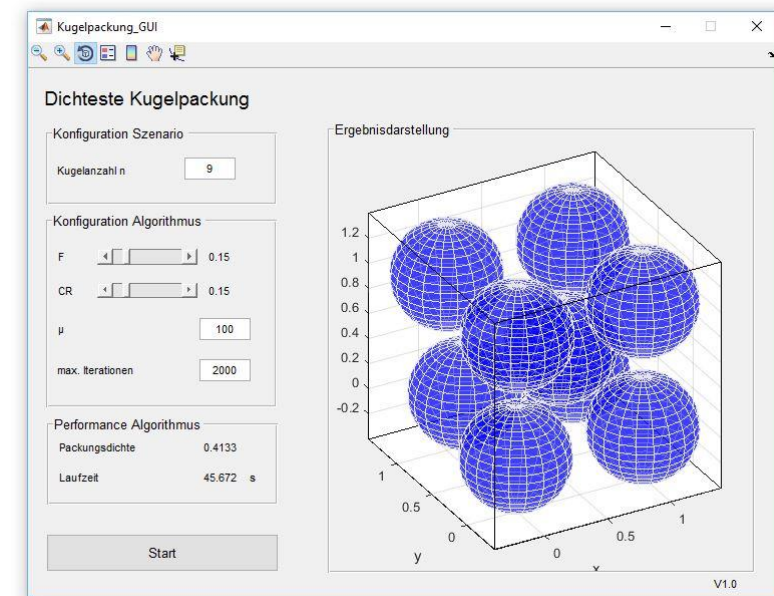 Kugelpackung_GUI
Dichteste Kugelpackung
Konfiguration Szenario
Kugelanzahl n 9
Konfiguration Algorithmus
F 0.15
CR 0.15
µ 100
max. Iterationen 2000
Performance Algorithmus
Packungsdichte 0.4133
Laufzeit 45.672 s
Start
Ergebnisdarstellung
1.2
1
0.8
0.6
0.4
0.2
0
-0.2
1
0.5
0
y
0
0.5
1
x
V1.0